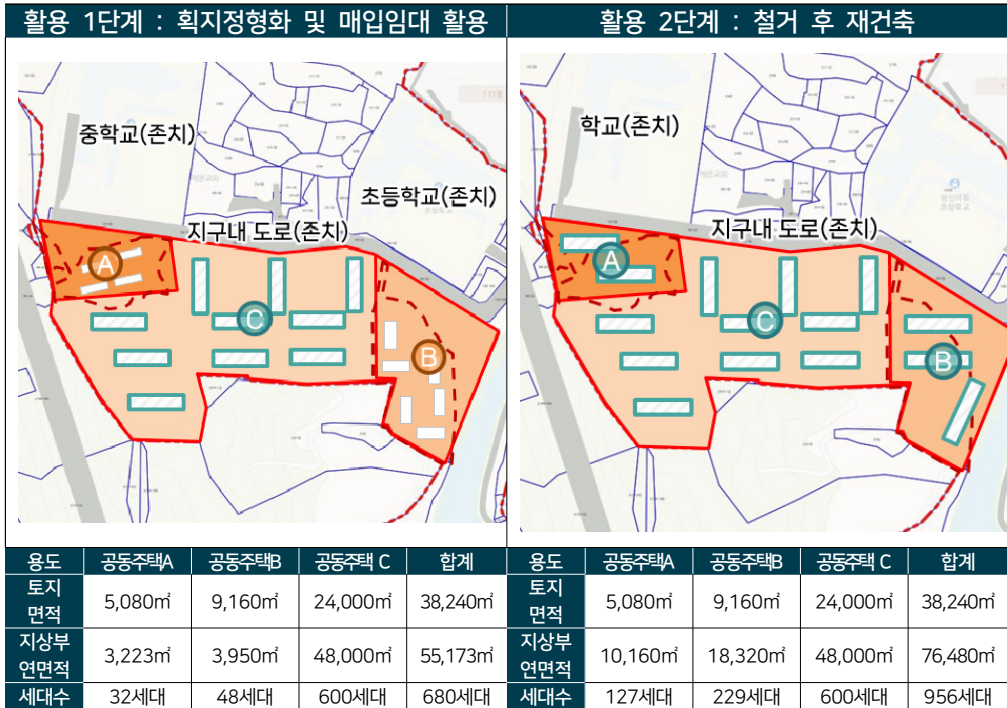 활용 1단계 : 획지정형화 및 매입임대 활용
활용 2단계 : 철거 후 재건축
중학교(존치)
초등학교(존치)
지구내 도로(존치)
A
C
B
학교(존치)
지구내 도로(존치)
A
C
B
용도 공동주택A 공동주택B 공동주택 C 합계
토지
면적 5,080㎡ 9,160㎡ 24,000㎡ 38,240㎡
지상부
연면적 3,223㎡ 3,950㎡ 48,000㎡ 55,173㎡
세대수 32세대 48세대 600세대 680세대
용도 공동주택A 공동주택B 공동주택 C 합계
토지
면적 5,080㎡ 9,160㎡ 24,000㎡ 38,240㎡
지상부
연면적 10,160㎡ 18,320㎡ 48,000㎡ 76,480㎡
세대수 127세대 229세대 600세대 956세대